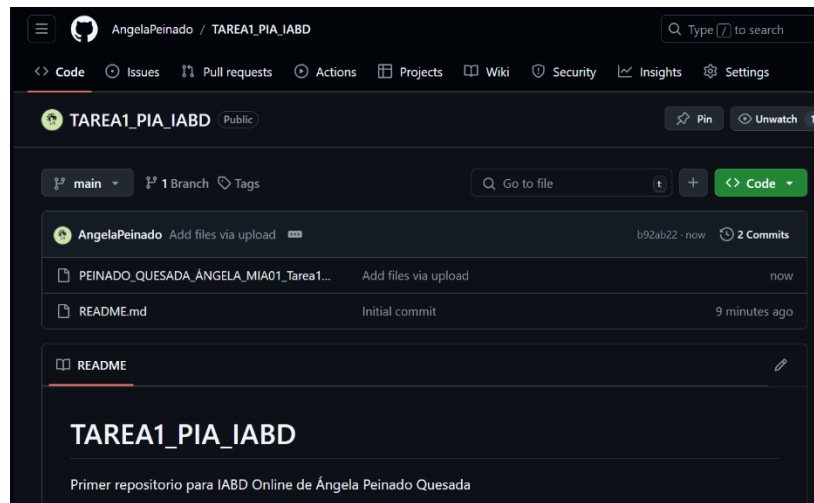 AngelaPeinado / TAREA1_PIA_IABD Type / to search
Code Issues Pull requests Actions Projects Wiki Security Insights Settings
TAREA1_PIA_IABD Public Pin Unwatch 1
main 1 Branch Tags Go to file t + Code
AngelaPeinado Add files via upload b92ab22 · now 2 Commits
PEINADO_QUESADA_ÁNGELA_MIA01_Tarea1... Add files via upload now
README.md Initial commit 9 minutes ago
README
TAREA1_PIA_IABD
Primer repositorio para IABD Online de Ángela Peinado Quesada